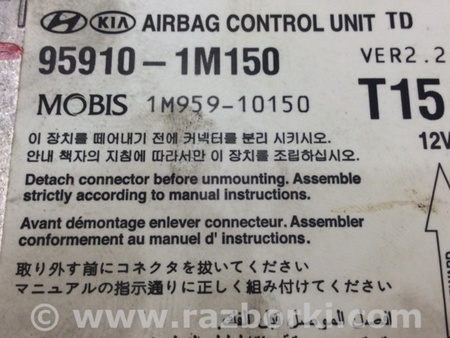 HYUNDAI KIA AIRBAG CONTROL UNIT TD
95910-1M150 VER2.2
MOBIS 1M959-10150 T15
이 장치를 떼어내기 전에 커넥터를 분리 시키시오. 12V
안내 책자의 지침에 따라서만 이 장치를 조립하십시오.
Detach connector before unmounting. Assemble
strictly according to manual instructions.
Avant démontage enlever connecteur. Assembler
conformement au manuel d' instructions.
取り外す前にコネクタを抜いてください
マニュアルの指示通りに正しく組み付けてください
افصل الموصل قبل الفك
© www.razborki.com